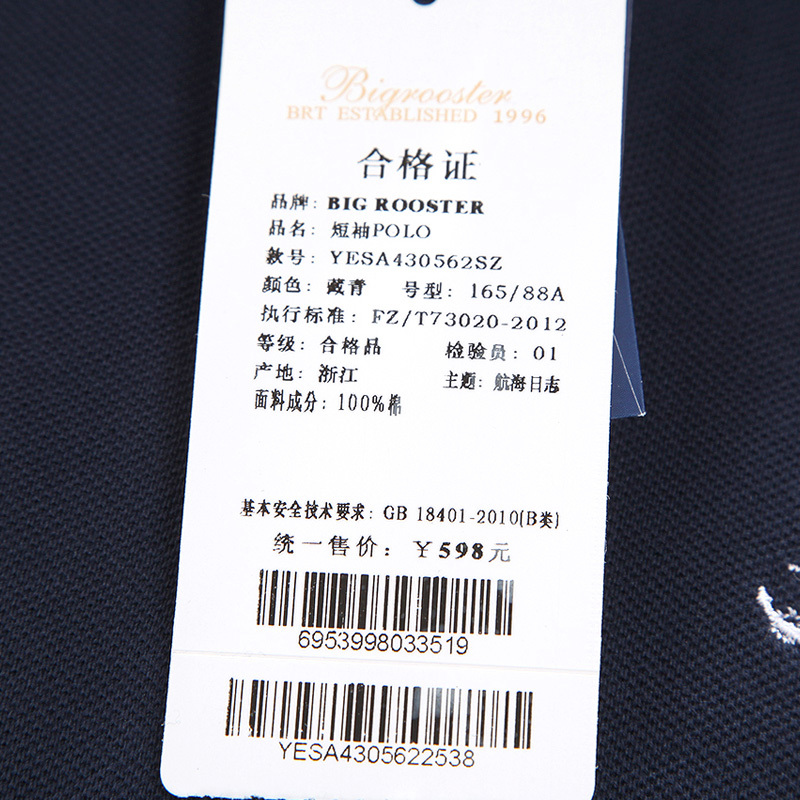 Bigrooster
BRT ESTABLISHED 1996
合格证
品牌: BIG ROOSTER
品名: 短袖POLO
款号: YESA430562SZ
颜色: 藏青 号型: 165/88A
执行标准: FZ/T73020-2012
等级: 合格品 检验员: 01
产地: 浙江 主题: 航海日志
面料成分: 100%棉
基本安全技术要求: GB 18401-2010(B类)
统一售价: ¥598元
6953998033519
YESA4305622538